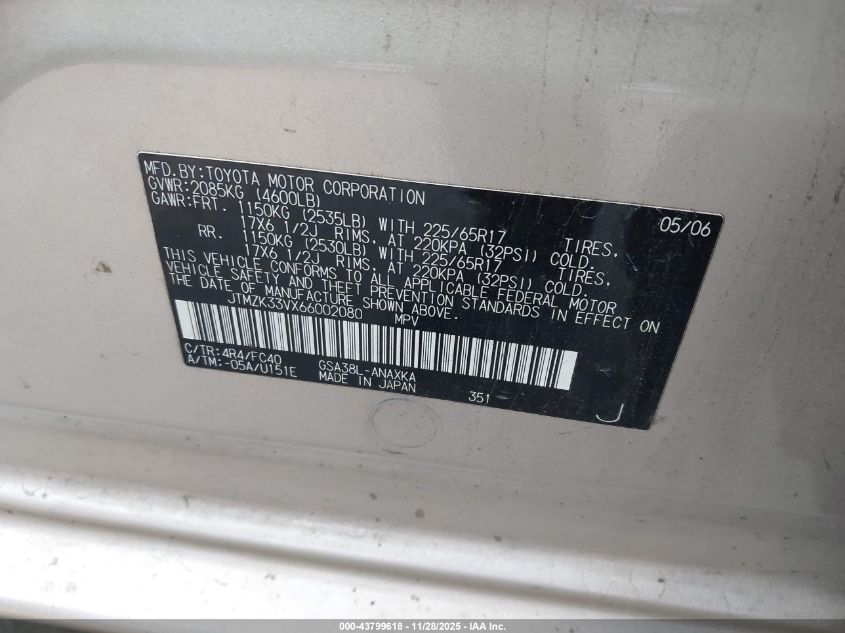 MFD.BY:TOYOTA MOTOR CORPORATION 05/06
GVWR:2085KG (4600LB)
GAWR:FRT. 1150KG (2535LB) WITH 225/65R17 TIRES,
17X6 1/2J RIMS, AT 220KPA (32PSI) COLD.
RR. 1150KG (2530LB) WITH 225/65R17 TIRES,
17X6 1/2J RIMS, AT 220KPA (32PSI) COLD.
THIS VEHICLE CONFORMS TO ALL APPLICABLE FEDERAL MOTOR
VEHICLE SAFETY AND THEFT PREVENTION STANDARDS IN EFFECT ON
THE DATE OF MANUFACTURE SHOWN ABOVE.
JTMZK33VX66002080 MPV
C/TR:4R4/FC40 GSA38L-ANAXKA
A/TM:-05A/U151E MADE IN JAPAN 351 J
000-43799618 - 11/28/2025 - IAA Inc.